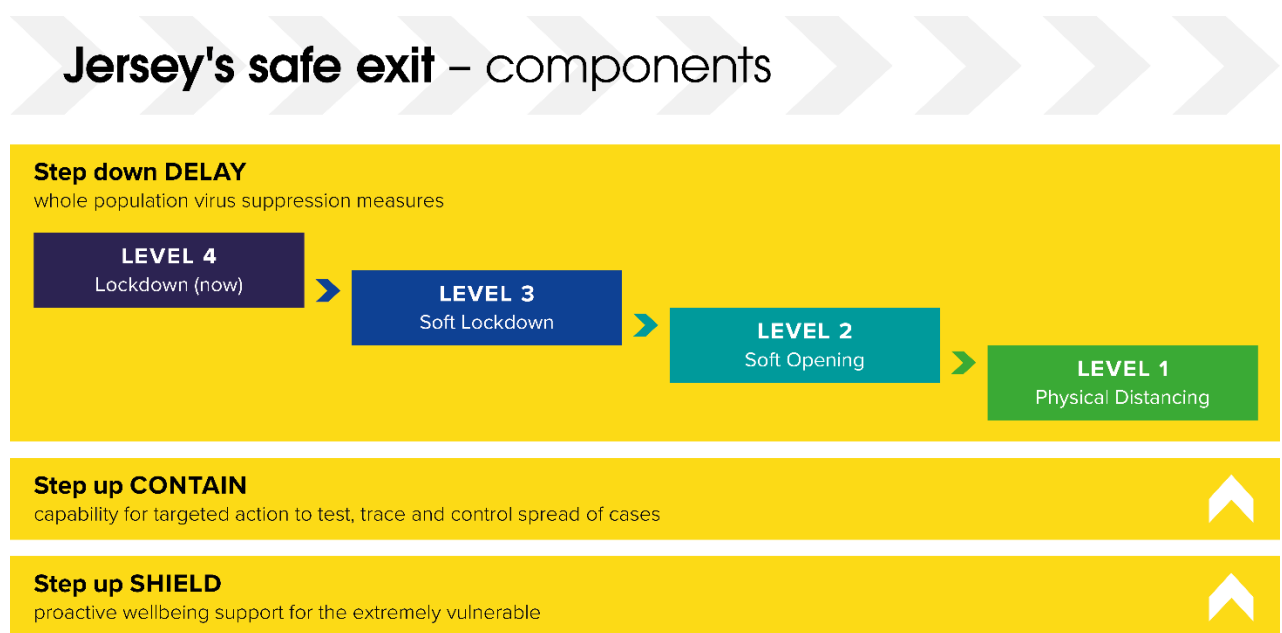 Jersey's safe exit – components
Step down DELAY
whole population virus suppression measures
LEVEL 4
Lockdown (now)
LEVEL 3
Soft Lockdown
LEVEL 2
Soft Opening
LEVEL 1
Physical Distancing
Step up CONTAIN
capability for targeted action to test, trace and control spread of cases
Step up SHIELD
proactive wellbeing support for the extremely vulnerable